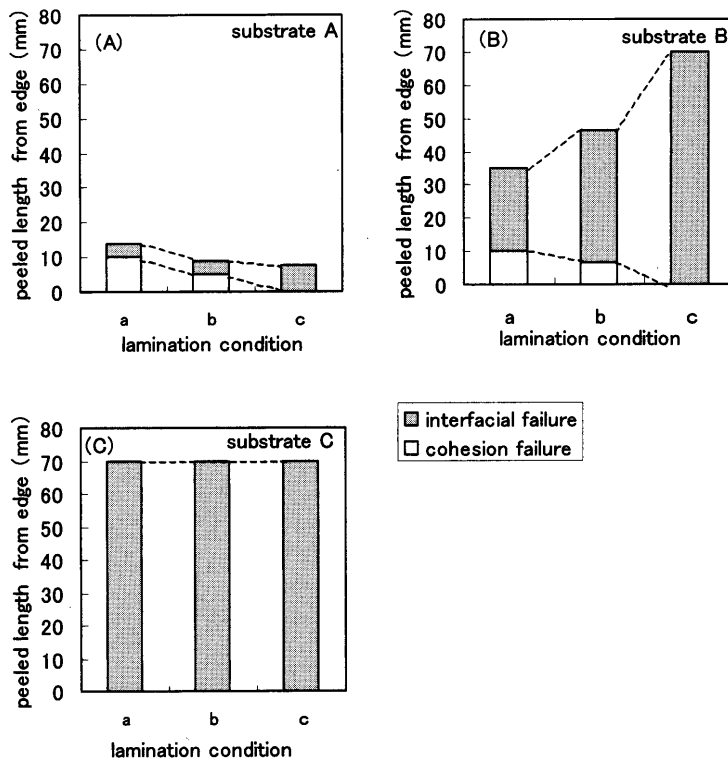 (A)
substrate A
peeled length from edge (mm)
80
70
60
50
40
30
20
10
0
a b c
lamination condition
(B)
substrate B
peeled length from edge (mm)
80
70
60
50
40
30
20
10
0
a b c
lamination condition
(C)
substrate C
peeled length from edge (mm)
80
70
60
50
40
30
20
10
0
a b c
lamination condition
interfacial failure
cohesion failure